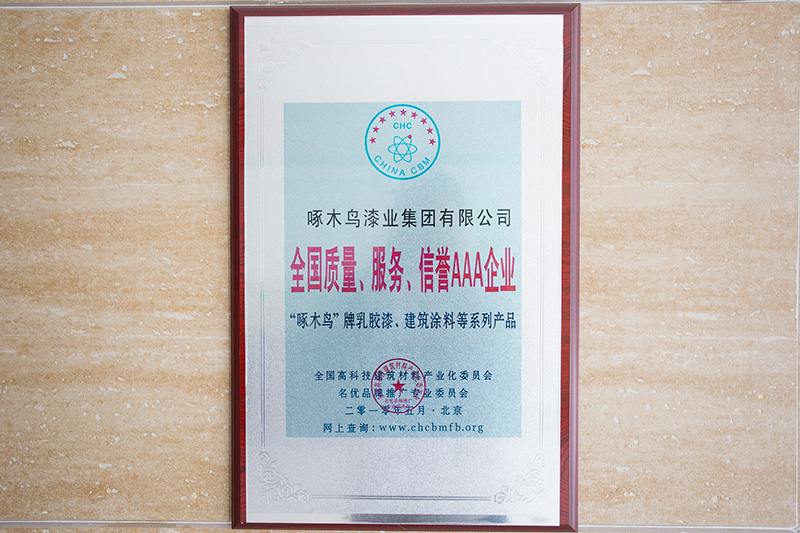 CHC
CHINA CBM
啄木鸟漆业集团有限公司
全国质量、服务、信誉AAA企业
“啄木鸟”牌乳胶漆、建筑涂料等系列产品
全国高科技建筑材料产业化委员会
名优品牌推广专业委员会
二零一零年五月·北京
网上查询：www.chcbmfb.org